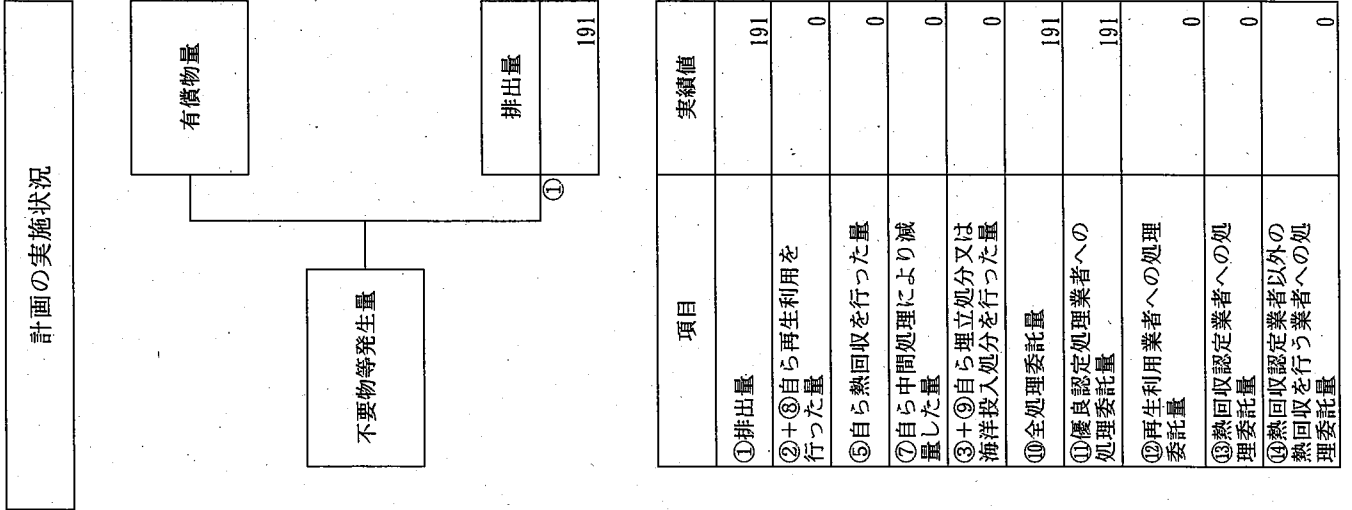 計画の実施状況
有償物量
不要物等発生量
排出量
①
191
項目
実績値
①排出量
191
②+⑧自ら再生利用を
行った量
0
⑤自ら熱回収を行った量
0
⑦自ら中間処理により減
量した量
0
③+⑨自ら埋立処分又は
海洋投入処分を行った量
0
⑩全処理委託量
191
⑪優良認定処理業者への
処理委託量
191
⑫再生利用業者への処理
委託量
0
⑬熱回収認定業者への処
理委託量
0
⑭熱回収認定業者以外の
熱回収を行う業者への処
理委託量
0